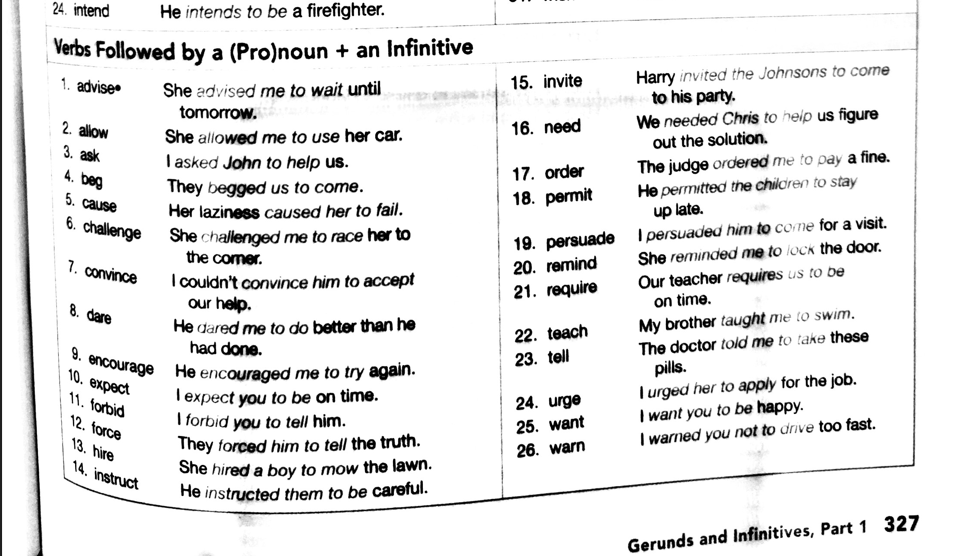 24. intend He intends to be a firefighter.
Verbs Followed by a (Pro)noun + an Infinitive
1. advise• She advised me to wait until
tomorrow.
2. allow She allowed me to use her car.
3. ask I asked John to help us.
4. beg They begged us to come.
5. cause Her laziness caused her to fail.
6. challenge She challenged me to race her to
the corner.
7. convince I couldn't convince him to accept
our help.
8. dare He dared me to do better than he
had done.
9. encourage He encouraged me to try again.
10. expect I expect you to be on time.
11. forbid I forbid you to tell him.
12. force They forced him to tell the truth.
13. hire She hired a boy to mow the lawn.
14. instruct He instructed them to be careful.
15. invite Harry invited the Johnsons to come
to his party.
16. need We needed Chris to help us figure
out the solution.
17. order The judge ordered me to pay a fine.
18. permit He permitted the children to stay
up late.
19. persuade I persuaded him to come for a visit.
20. remind She reminded me to lock the door.
21. require Our teacher requires us to be
on time.
22. teach My brother taught me to swim.
23. tell The doctor told me to take these
pills.
24. urge I urged her to apply for the job.
25. want I want you to be happy.
26. warn I warned you not to drive too fast.
Gerunds and Infinitives, Part 1 327